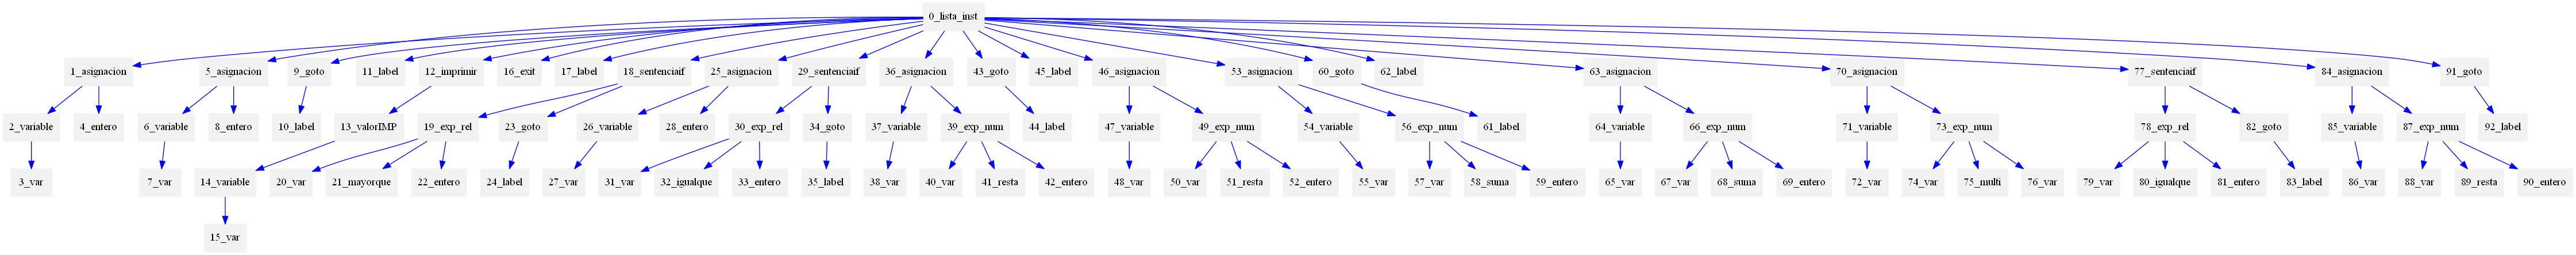 0_lista_inst
1_asignacion
5_asignacion
9_goto
11_label
12_imprimir
16_exit
17_label
18_sentenciaif
25_asignacion
29_sentenciaif
36_asignacion
43_goto
45_label
46_asignacion
53_asignacion
60_goto
62_label
63_asignacion
70_asignacion
77_sentenciaif
84_asignacion
91_goto
2_variable
4_entero
6_variable
8_entero
10_label
13_valorIMP
19_exp_rel
23_goto
26_variable
28_entero
30_exp_rel
34_goto
37_variable
39_exp_num
44_label
47_variable
49_exp_num
54_variable
56_exp_num
61_label
64_variable
66_exp_num
71_variable
73_exp_num
78_exp_rel
82_goto
85_variable
87_exp_num
92_label
3_var
7_var
14_variable
20_var
21_mayorque
22_entero
24_label
27_var
31_var
32_igualque
33_entero
35_label
38_var
40_var
41_resta
42_entero
48_var
50_var
51_resta
52_entero
55_var
57_var
58_suma
59_entero
65_var
67_var
68_suma
69_entero
72_var
74_var
75_multi
76_var
79_var
80_igualque
81_entero
83_label
86_var
88_var
89_resta
90_entero
15_var